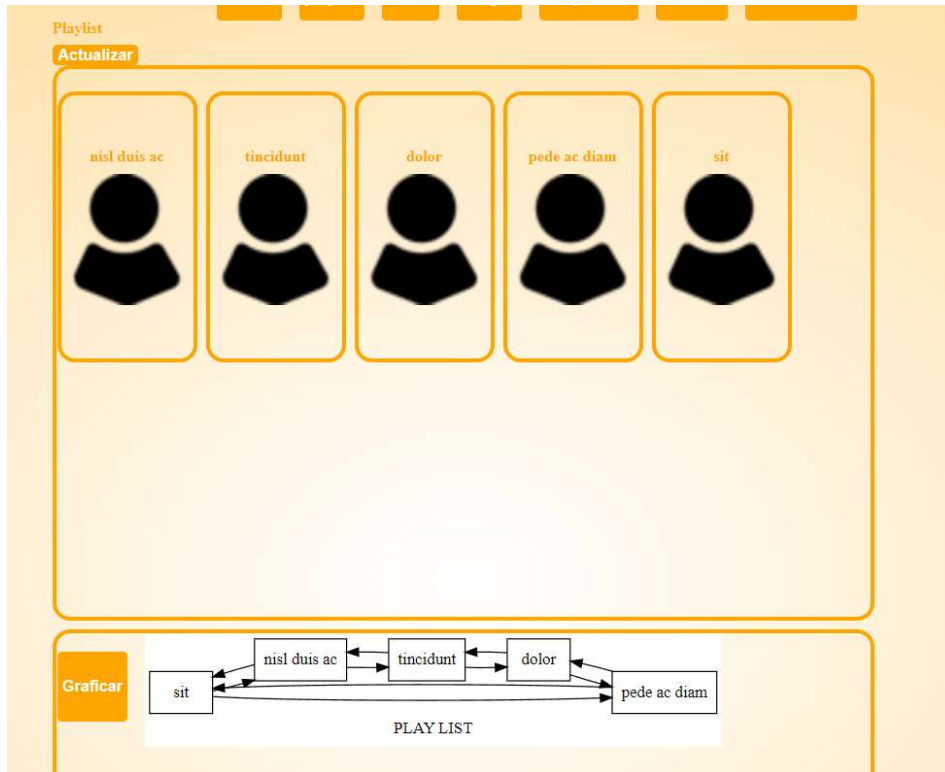 Playlist
Actualizar
nisl duis ac
tincidunt
dolor
pede ac diam
sit
Graficar
nisl duis ac
tincidunt
dolor
sit
pede ac diam
PLAY LIST